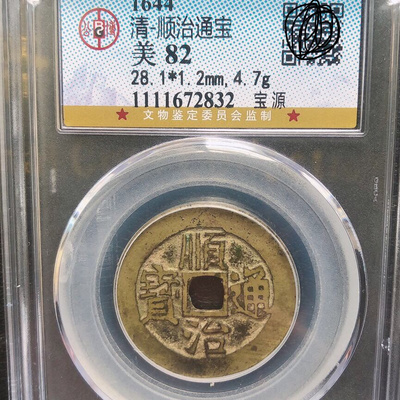 1644
清-顺治通宝
美 82
28.1*1.2mm,4.7g
1111672832 宝源
★ 文物鉴定委员会监制 ★
順
寶 通
治